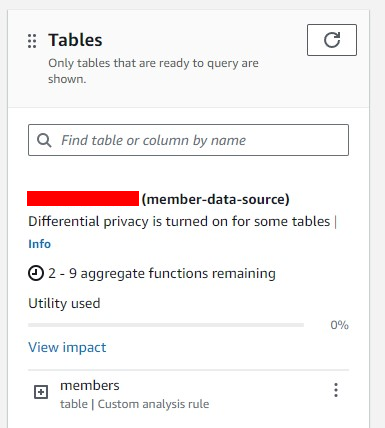 Tables
Only tables that are ready to query are
shown.
Find table or column by name
(member-data-source)
Differential privacy is turned on for some tables |
Info
2 - 9 aggregate functions remaining
Utility used
0%
View impact
members
table | Custom analysis rule